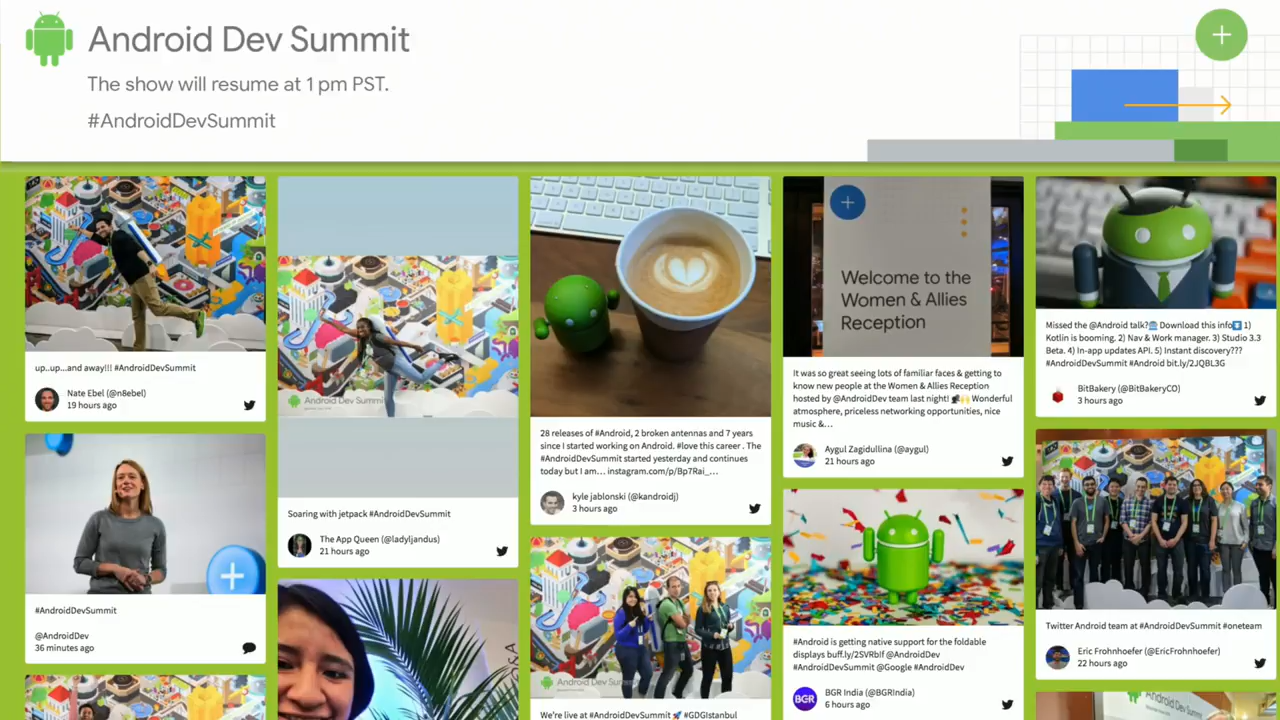 Android Dev Summit
The show will resume at 1 pm PST.
#AndroidDevSummit
up..up...and away!!! #AndroidDevSummit
Nate Ebel (@n8ebel)
19 hours ago
#AndroidDevSummit
@AndroidDev
36 minutes ago
Android Dev Summit
Soaring with jetpack #AndroidDevSummit
The App Queen (@ladyljandus)
21 hours ago
28 releases of #Android, 2 broken antennas and 7 years
since I started working on Android. #love this career . The
#AndroidDevSummit started yesterday and continues
today but I am... instagram.com/p/Bp7Rai_...
kyle jablonski (@kandroidj)
3 hours ago
Android Dev Summit
We're live at #AndroidDevSummit 🚀 #GDGIstanbul
Welcome to the
Women & Allies
Reception
It was so great seeing lots of familiar faces & getting to
know new people at the Women & Allies Reception
hosted by @AndroidDev team last night! Wonderful
atmosphere, priceless networking opportunities, nice
music &...
Aygul Zagidullina (@aygul)
21 hours ago
#Android is getting native support for the foldable
displays buff.ly/2SVRbIf @AndroidDev
#AndroidDevSummit @Google #AndroidDev
BGR
BGR India (@BGRIndia)
6 hours ago
Missed the @Android talk? Download this info 1)
Kotlin is booming. 2) Nav & Work manager. 3) Studio 3.3
Beta. 4) In-app updates API. 5) Instant discovery???
#AndroidDevSummit #Android bit.ly/2JQBL3G
BitBakery (@BitBakeryCO)
3 hours ago
Twitter Android team at #AndroidDevSummit #oneteam
Eric Frohnhoefer (@EricFrohnhoefer)
22 hours ago
Android Dev Summit